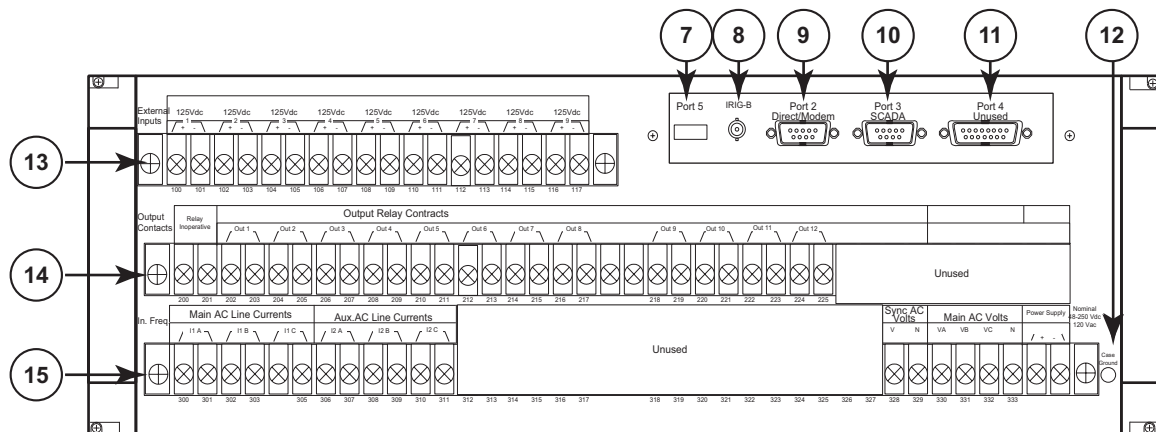 7 8 9 10 11 12
Port 5 IRIG-B Port 2 Port 3 Port 4
Direct/Modem SCADA Unused
External Inputs
125Vdc 125Vdc 125Vdc 125Vdc 125Vdc 125Vdc 125Vdc 125Vdc 125Vdc
1 2 3 4 5 6 7 8 9
+ - + - + - + - + - + - + - + - + -
13
100 101 102 103 104 105 106 107 108 109 110 111 112 113 114 115 116 117
Output Contacts
Relay Inoperative
Output Relay Contracts
Out 1 Out 2 Out 3 Out 4 Out 5 Out 6 Out 7 Out 8 Out 9 Out 10 Out 11 Out 12
14
Unused
200 201 202 203 204 205 206 207 208 209 210 211 212 213 214 215 216 217 218 219 220 221 222 223 224 225
In. Freq.
Main AC Line Currents
Aux.AC Line Currents
I1 A I1 B I1 C I2 A I2 B I2 C
Unused
Sync AC Volts
V N
Main AC Volts
VA VB VC N
Power Supply
/ + -
Nominal
48-250 Vdc
120 Vac
Case Ground
15
300 301 302 303 305 306 307 308 309 310 311 312 313 314 315 316 317 318 319 320 321 322 323 324 325 326 327 328 329 330 331 332 333